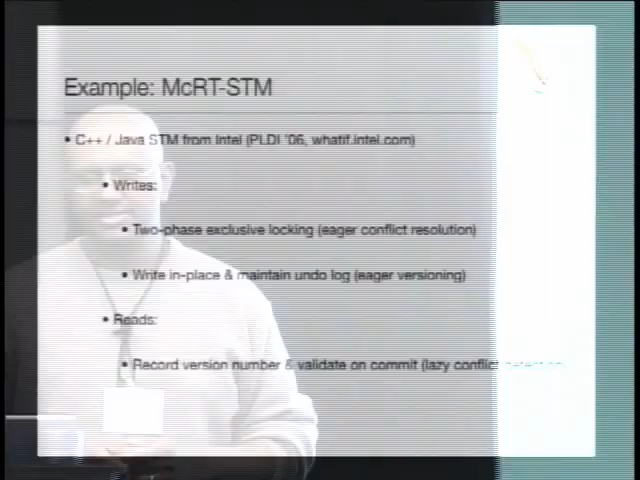 Example: McRT-STM
• C++ / Java STM from Intel (PLDI '06, whatif.intel.com)
• Writes:
• Two-phase exclusive locking (eager conflict resolution)
• Write in-place & maintain undo log (eager versioning)
• Reads:
• Record version number & validate on commit (lazy conflict detection)